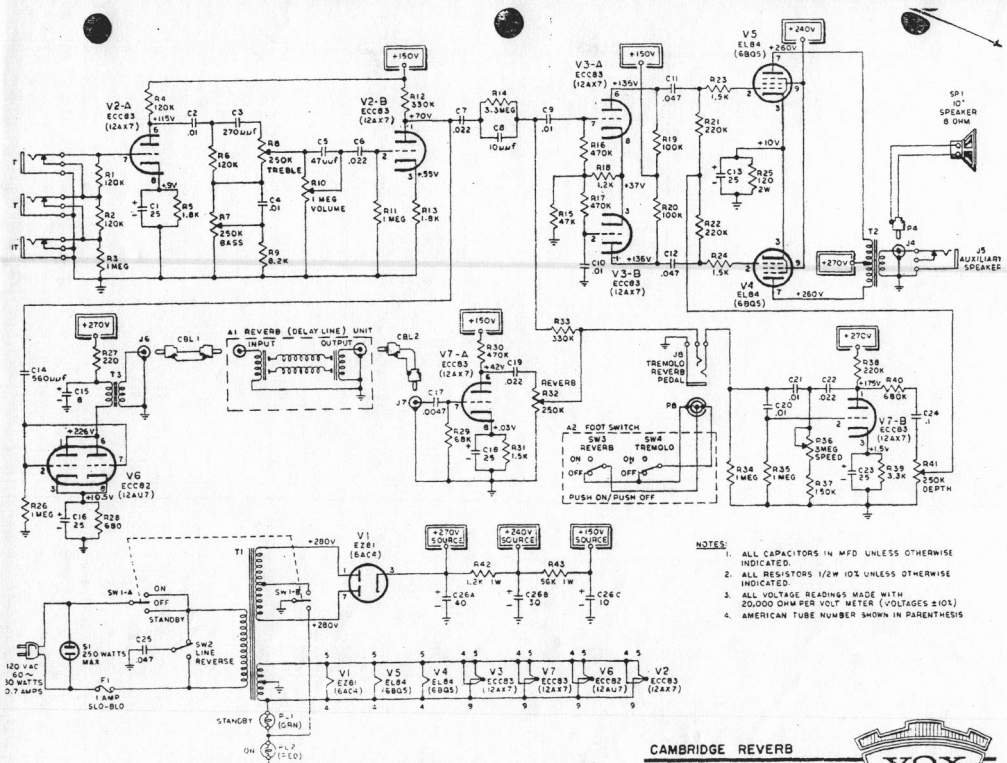 V2-A
ECC83
(12AX7)
R4
120K
+115V
C2
.01
C3
270µµf
R6
120K
R8
250K
TREBLE
C5
470µµf
C6
.022
+150V
V2-B
ECC83
(12AX7)
R12
330K
+70V
C7
.022
R14
3.3MEG
C8
10µµf
C9
.01
+150V
V3-A
ECC83
(12AX7)
+135V
C11
.047
R23
1.5K
V5
EL84
(6BQ5)
+260V
+240V
SP1
10"
SPEAKER
8 OHM
T
T
IT
R1
120K
R2
120K
R3
1MEG
+.9V
C1
25
R5
1.8K
R7
250K
BASS
C4
.01
R9
8.2K
R10
1 MEG
VOLUME
R11
1 MEG
+.55V
R13
1.8K
R16
470K
R18
1.2K
R17
470K
+37V
R15
47K
C10
.01
R19
100K
R20
100K
+136V
V3-B
ECC83
(12AX7)
C12
.047
R21
220K
R22
220K
R24
1.5K
+10V
C13
25
R25
120
2W
V4
EL84
(6BQ5)
+260V
+270V
T2
P4
J4
J5
AUXILIARY
SPEAKER
+270V
R27
220
C14
560µµf
C15
8
T3
J6
CBL1
A1 REVERB (DELAY LINE) UNIT
INPUT
OUTPUT
CBL2
J7
C17
.0047
+150V
V7-A
ECC83
(12AX7)
R30
470K
+42V
C19
.022
REVERB
R32
250K
R29
68K
+.03V
C18
25
R31
1.5K
R33
330K
J8
TREMOLO
REVERB
PEDAL
P8
A2 FOOT SWITCH
SW3
REVERB
SW4
TREMOLO
ON
OFF
ON
OFF
PUSH ON/PUSH OFF
+270V
R38
220K
+175V
R40
680K
C21
.01
C22
.022
C20
.01
R36
3MEG
SPEED
R34
1MEG
R35
1MEG
R37
150K
V7-B
ECC83
(12AX7)
+1.5V
C23
25
R39
3.3K
C24
.1
R41
250K
DEPTH
+226V
V6
ECC82
(12AU7)
+10.5V
R26
1MEG
C16
25
R28
680
SW1-A
ON
OFF
STANDBY
T1
+280V
SW1-B
+280V
V1
EZ81
(6AC4)
+270V
SOURCE
+240V
SOURCE
+150V
SOURCE
R42
1.2K 1W
R43
56K 1W
C26A
40
C26B
30
C26C
10
120 VAC
60~
30 WATTS
0.7 AMPS
S1
250 WATTS
MAX
F1
1 AMP
SLO-BLO
C25
.047
SW2
LINE
REVERSE
V1
EZ81
(6AC4)
V5
EL84
(6BQ5)
V4
EL84
(6BQ5)
V3
ECC83
(12AX7)
V7
ECC83
(12AX7)
V6
ECC82
(12AU7)
V2
ECC83
(12AX7)
STANDBY
PL1
(GRN)
ON
PL2
NOTES:
1. ALL CAPACITORS IN MFD UNLESS OTHERWISE
INDICATED.
2. ALL RESISTORS 1/2W 10% UNLESS OTHERWISE
INDICATED.
3. ALL VOLTAGE READINGS MADE WITH
20,000 OHM PER VOLT METER (VOLTAGES ±10%)
4. AMERICAN TUBE NUMBER SHOWN IN PARENTHESIS
CAMBRIDGE REVERB
VOX